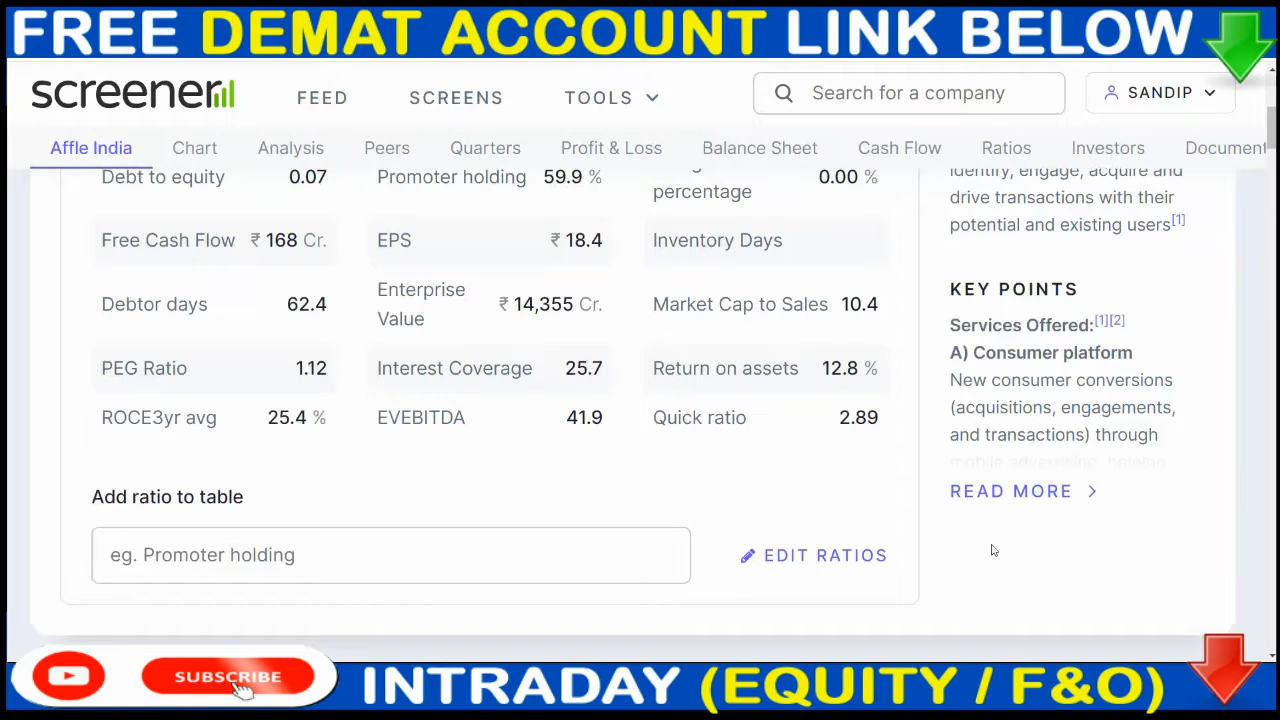 FREE DEMAT ACCOUNT LINK BELOW
screener
FEED
SCREENS
TOOLS
Search for a company
SANDIP
Affle India
Chart
Analysis
Peers
Quarters
Profit & Loss
Balance Sheet
Cash Flow
Ratios
Investors
Document
Debt to equity 0.07
Promoter holding 59.9 %
percentage 0.00 %
Free Cash Flow ₹ 168 Cr.
EPS ₹ 18.4
Inventory Days
Debtor days 62.4
Enterprise
Value ₹ 14,355 Cr.
Market Cap to Sales 10.4
PEG Ratio 1.12
Interest Coverage 25.7
Return on assets 12.8 %
ROCE3yr avg 25.4 %
EVEBITDA 41.9
Quick ratio 2.89
Add ratio to table
eg. Promoter holding
EDIT RATIOS
identify, engage, acquire and
drive transactions with their
potential and existing users[1]
KEY POINTS
Services Offered:[1][2]
A) Consumer platform
New consumer conversions
(acquisitions, engagements,
and transactions) through
mobile advertising,
READ MORE
SUBSCRIBE
INTRADAY (EQUITY / F&O)